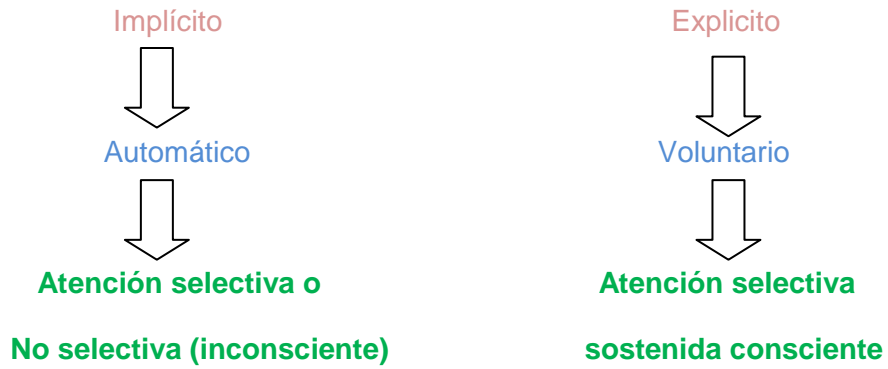 Implícito
Automático
Atención selectiva o
No selectiva (inconsciente)
Explicito
Voluntario
Atención selectiva
sostenida consciente